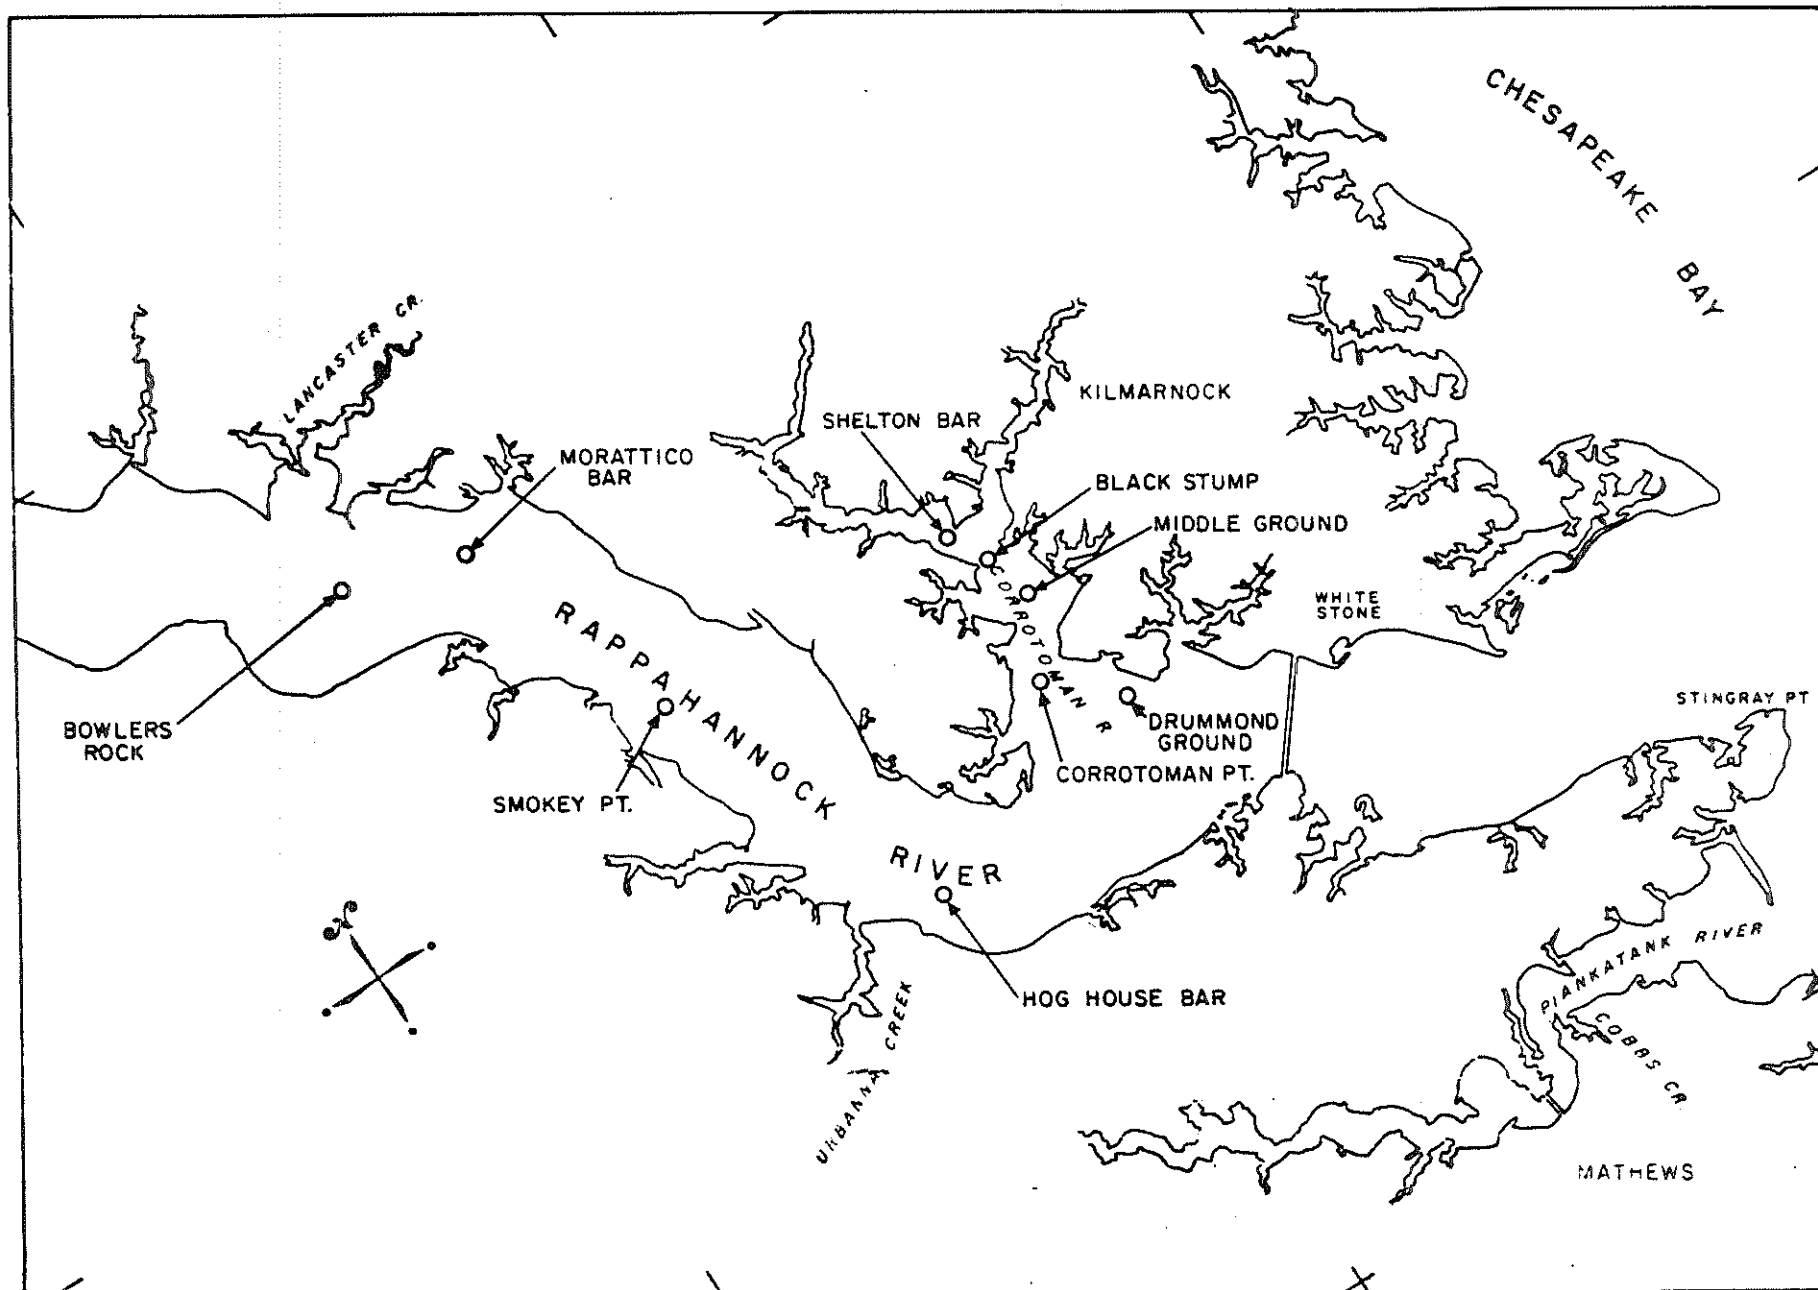 CHESAPEAKE
BAY
LANCASTER CR.
KILMARNOCK
SHELTON BAR
MORATTICO
BAR
BLACK STUMP
MIDDLE GROUND
CORROTOMAN R
WHITE
STONE
RAPPAHANNOCK
RIVER
STINGRAY PT
BOWLERS
ROCK
DRUMMOND
GROUND
CORROTOMAN PT.
SMOKEY PT.
HOG HOUSE BAR
URBANNA CREEK
PIANKATANK RIVER
COBBS CR.
MATHEWS
N